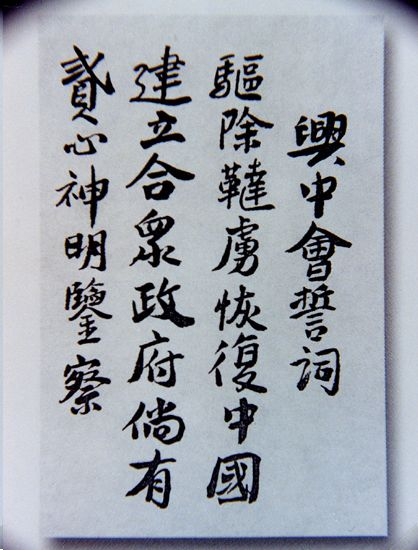 興中會誓詞
驅除韃虜恢復中國
建立合衆政府倘有
貳心神明鑒察